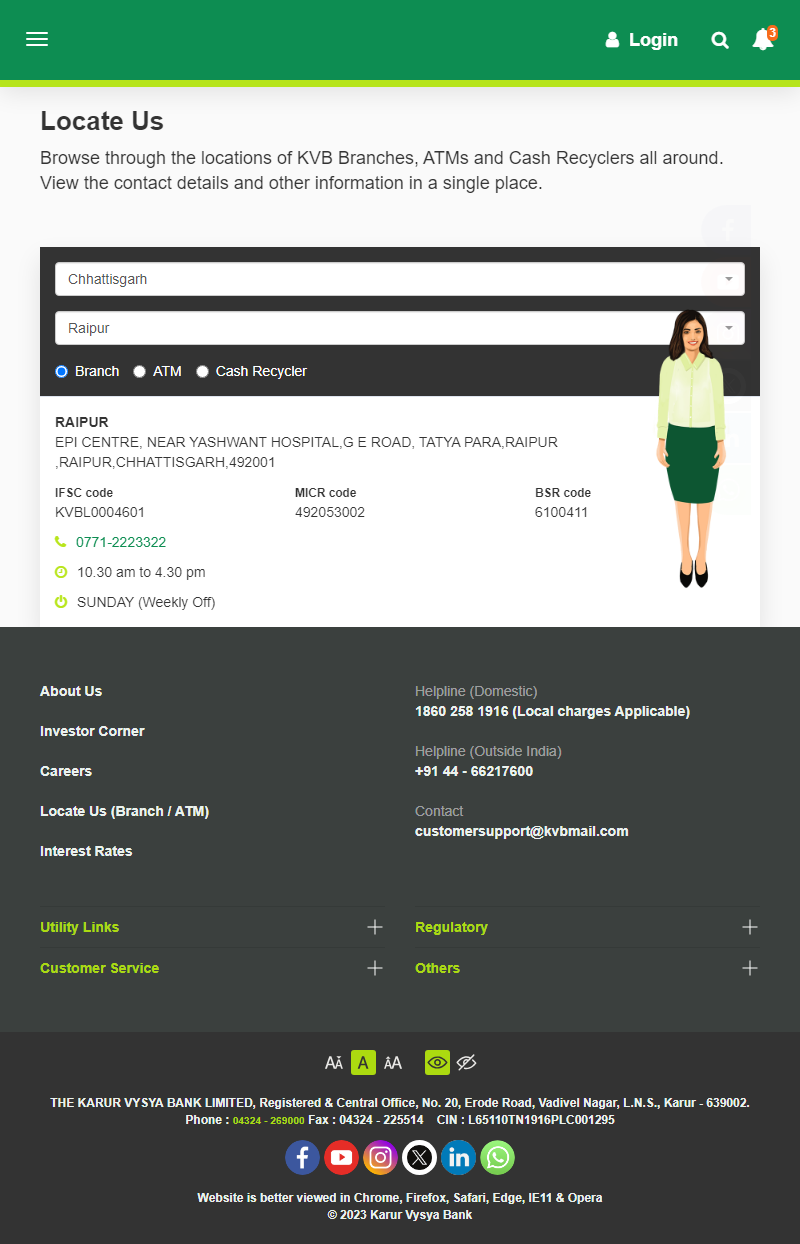 Login
3
Locate Us
Browse through the locations of KVB Branches, ATMs and Cash Recyclers all around.
View the contact details and other information in a single place.
Chhattisgarh
Raipur
Branch ATM Cash Recycler
RAIPUR
EPI CENTRE, NEAR YASHWANT HOSPITAL,G E ROAD, TATYA PARA,RAIPUR
,RAIPUR,CHHATTISGARH,492001
IFSC code MICR code BSR code
KVBL0004601 492053002 6100411
0771-2223322
10.30 am to 4.30 pm
SUNDAY (Weekly Off)
About Us
Investor Corner
Careers
Locate Us (Branch / ATM)
Interest Rates
Helpline (Domestic)
1860 258 1916 (Local charges Applicable)
Helpline (Outside India)
+91 44 - 66217600
Contact
customersupport@kvbmail.com
Utility Links
Regulatory
Customer Service
Others
AA A AA
THE KARUR VYSYA BANK LIMITED, Registered & Central Office, No. 20, Erode Road, Vadivel Nagar, L.N.S., Karur - 639002.
Phone : 04324 - 269000 Fax : 04324 - 225514 CIN : L65110TN1916PLC001295
Website is better viewed in Chrome, Firefox, Safari, Edge, IE11 & Opera
© 2023 Karur Vysya Bank